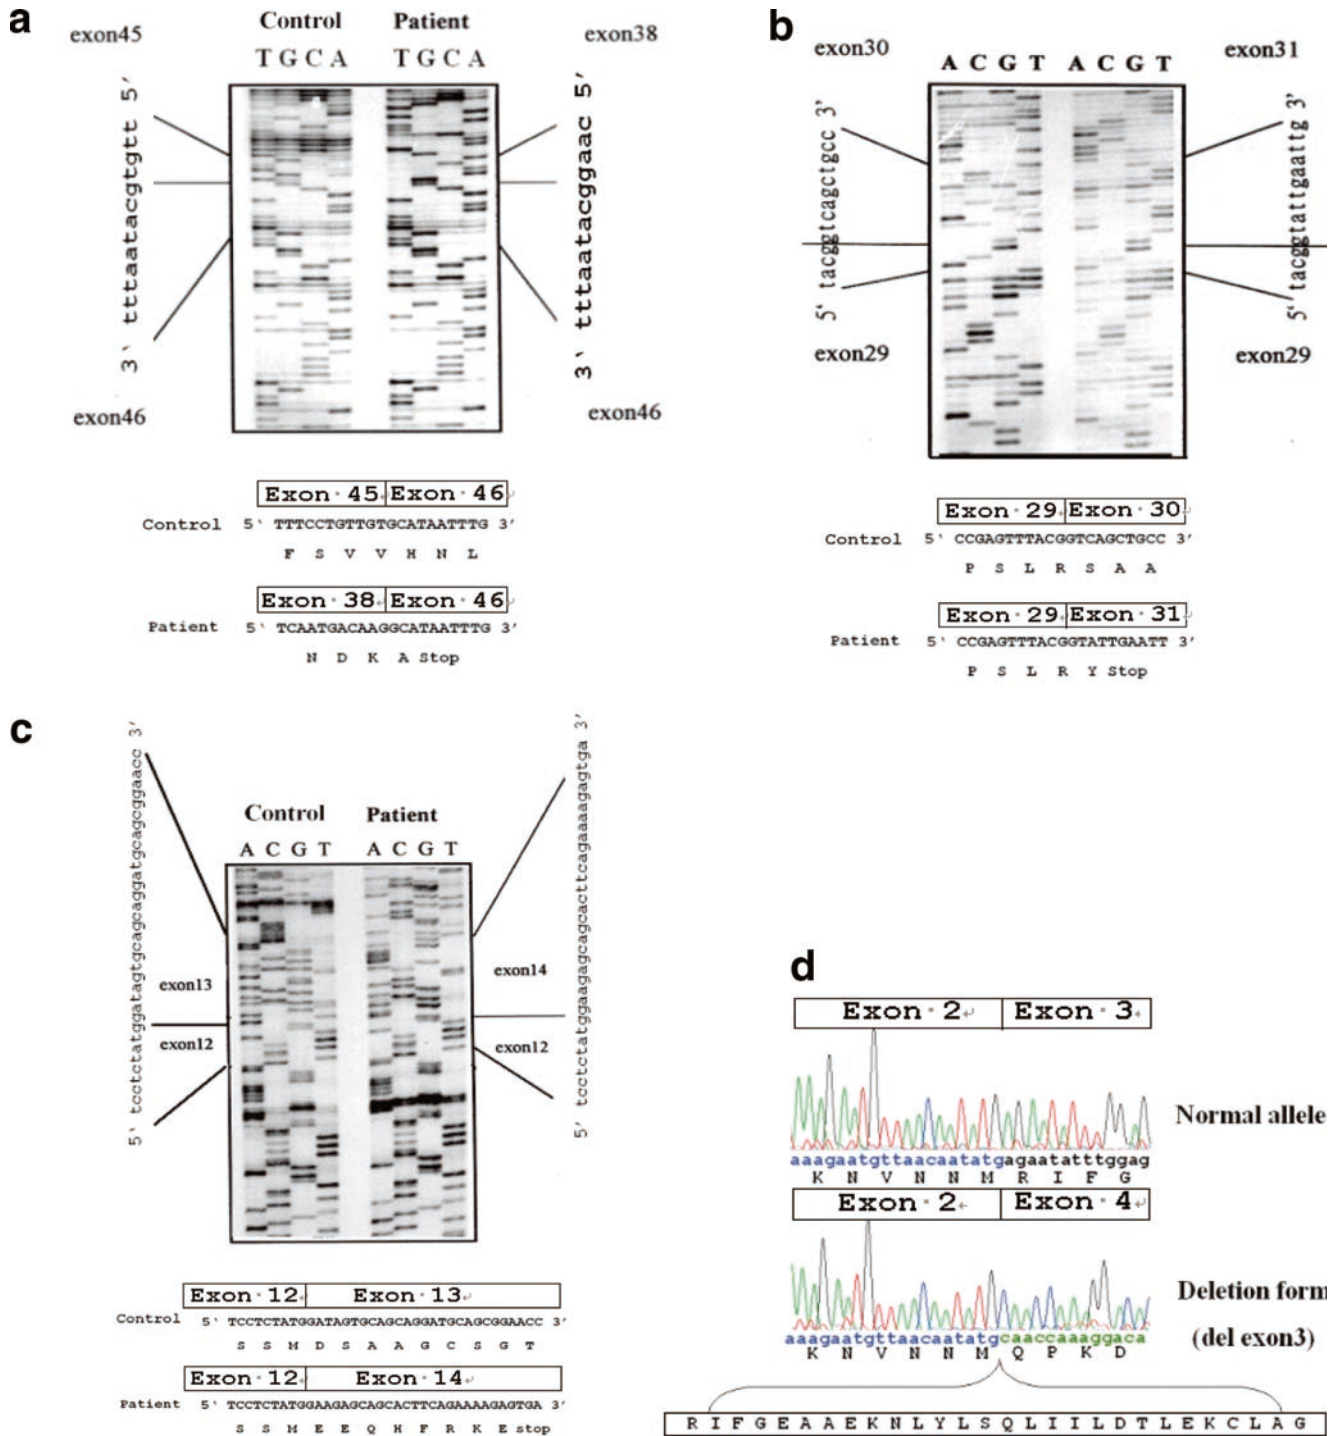 a
Control Patient
exon45 exon38
T G C A T G C A
3' tttaatacgtgtt 5'
3' tttaatacggaac 5'
exon46 exon46
Exon 45 Exon 46
Control 5' TTTCCTGTTGTGCATAATTTG 3'
F S V V H N L
Exon 38 Exon 46
Patient 5' TCAATGACAAGGCATAATTTG 3'
N D K A Stop
b
exon30 exon31
A C G T A C G T
5' tacggtcagctgcc 3'
5' tacggtattgaattg 3'
exon29 exon29
Exon 29 Exon 30
Control 5' CCGAGTTTACGGTCAGCTGCC 3'
P S L R S A A
Exon 29 Exon 31
Patient 5' CCGAGTTTACGGTATTGAATT 3'
P S L R Y Stop
c
Control Patient
A C G T A C G T
5' tcctctatggatagtgcagcaggatgcagcggaacc 3'
5' tcctctatggaagagcagcacttcagaaaagagtga 3'
exon13 exon14
exon12 exon12
Exon 12 Exon 13
Control 5' TCCTCTATGGATAGTGCAGCAGGATGCAGCGGAACC 3'
S S M D S A A G C S G T
Exon 12 Exon 14
Patient 5' TCCTCTATGGAAGAGCAGCACTTCAGAAAAGAGTGA 3'
S S M E E Q H F R K E stop
d
Exon 2 Exon 3
Normal allele
aaagaatgttaacaatatgagaatatttggag
K N V N N M R I F G
Exon 2 Exon 4
Deletion form
(del exon3)
aaagaatgttaacaatatgcaaccaaaggaca
K N V N N M Q P K D
R I F G E A A E K N L Y L S Q L I I L D T L E K C L A G